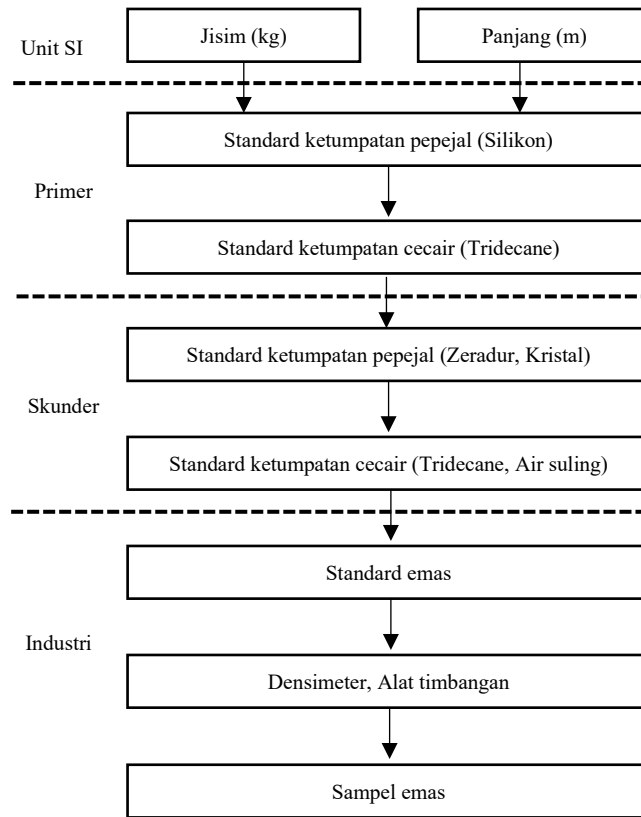 Unit SI
Jisim (kg)
Panjang (m)
Standard ketumpatan pepejal (Silikon)
Primer
Standard ketumpatan cecair (Tridecane)
Standard ketumpatan pepejal (Zeradur, Kristal)
Skunder
Standard ketumpatan cecair (Tridecane, Air suling)
Standard emas
Industri
Densimeter, Alat timbangan
Sampel emas